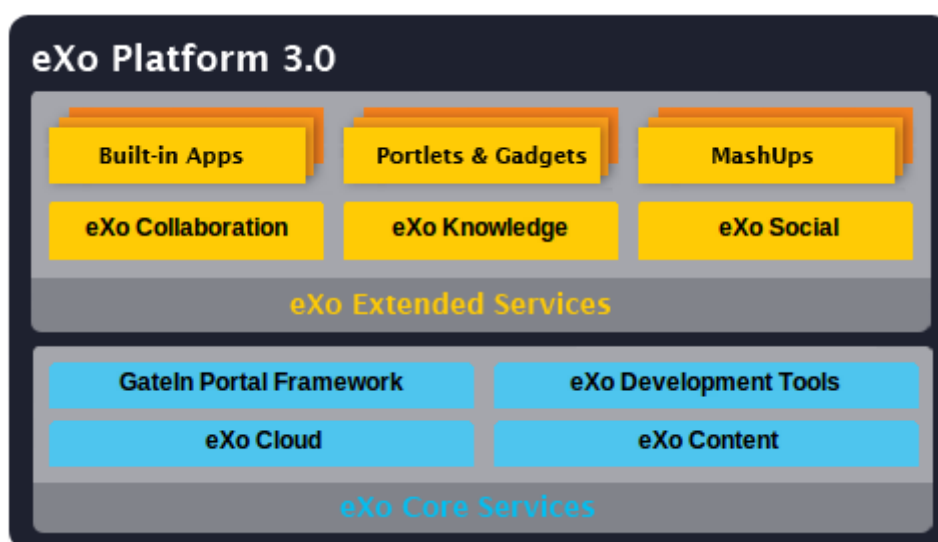 eXo Platform 3.0
Built-in Apps
Portlets & Gadgets
MashUps
eXo Collaboration
eXo Knowledge
eXo Social
eXo Extended Services
GateIn Portal Framework
eXo Development Tools
eXo Cloud
eXo Content
eXo Core Services